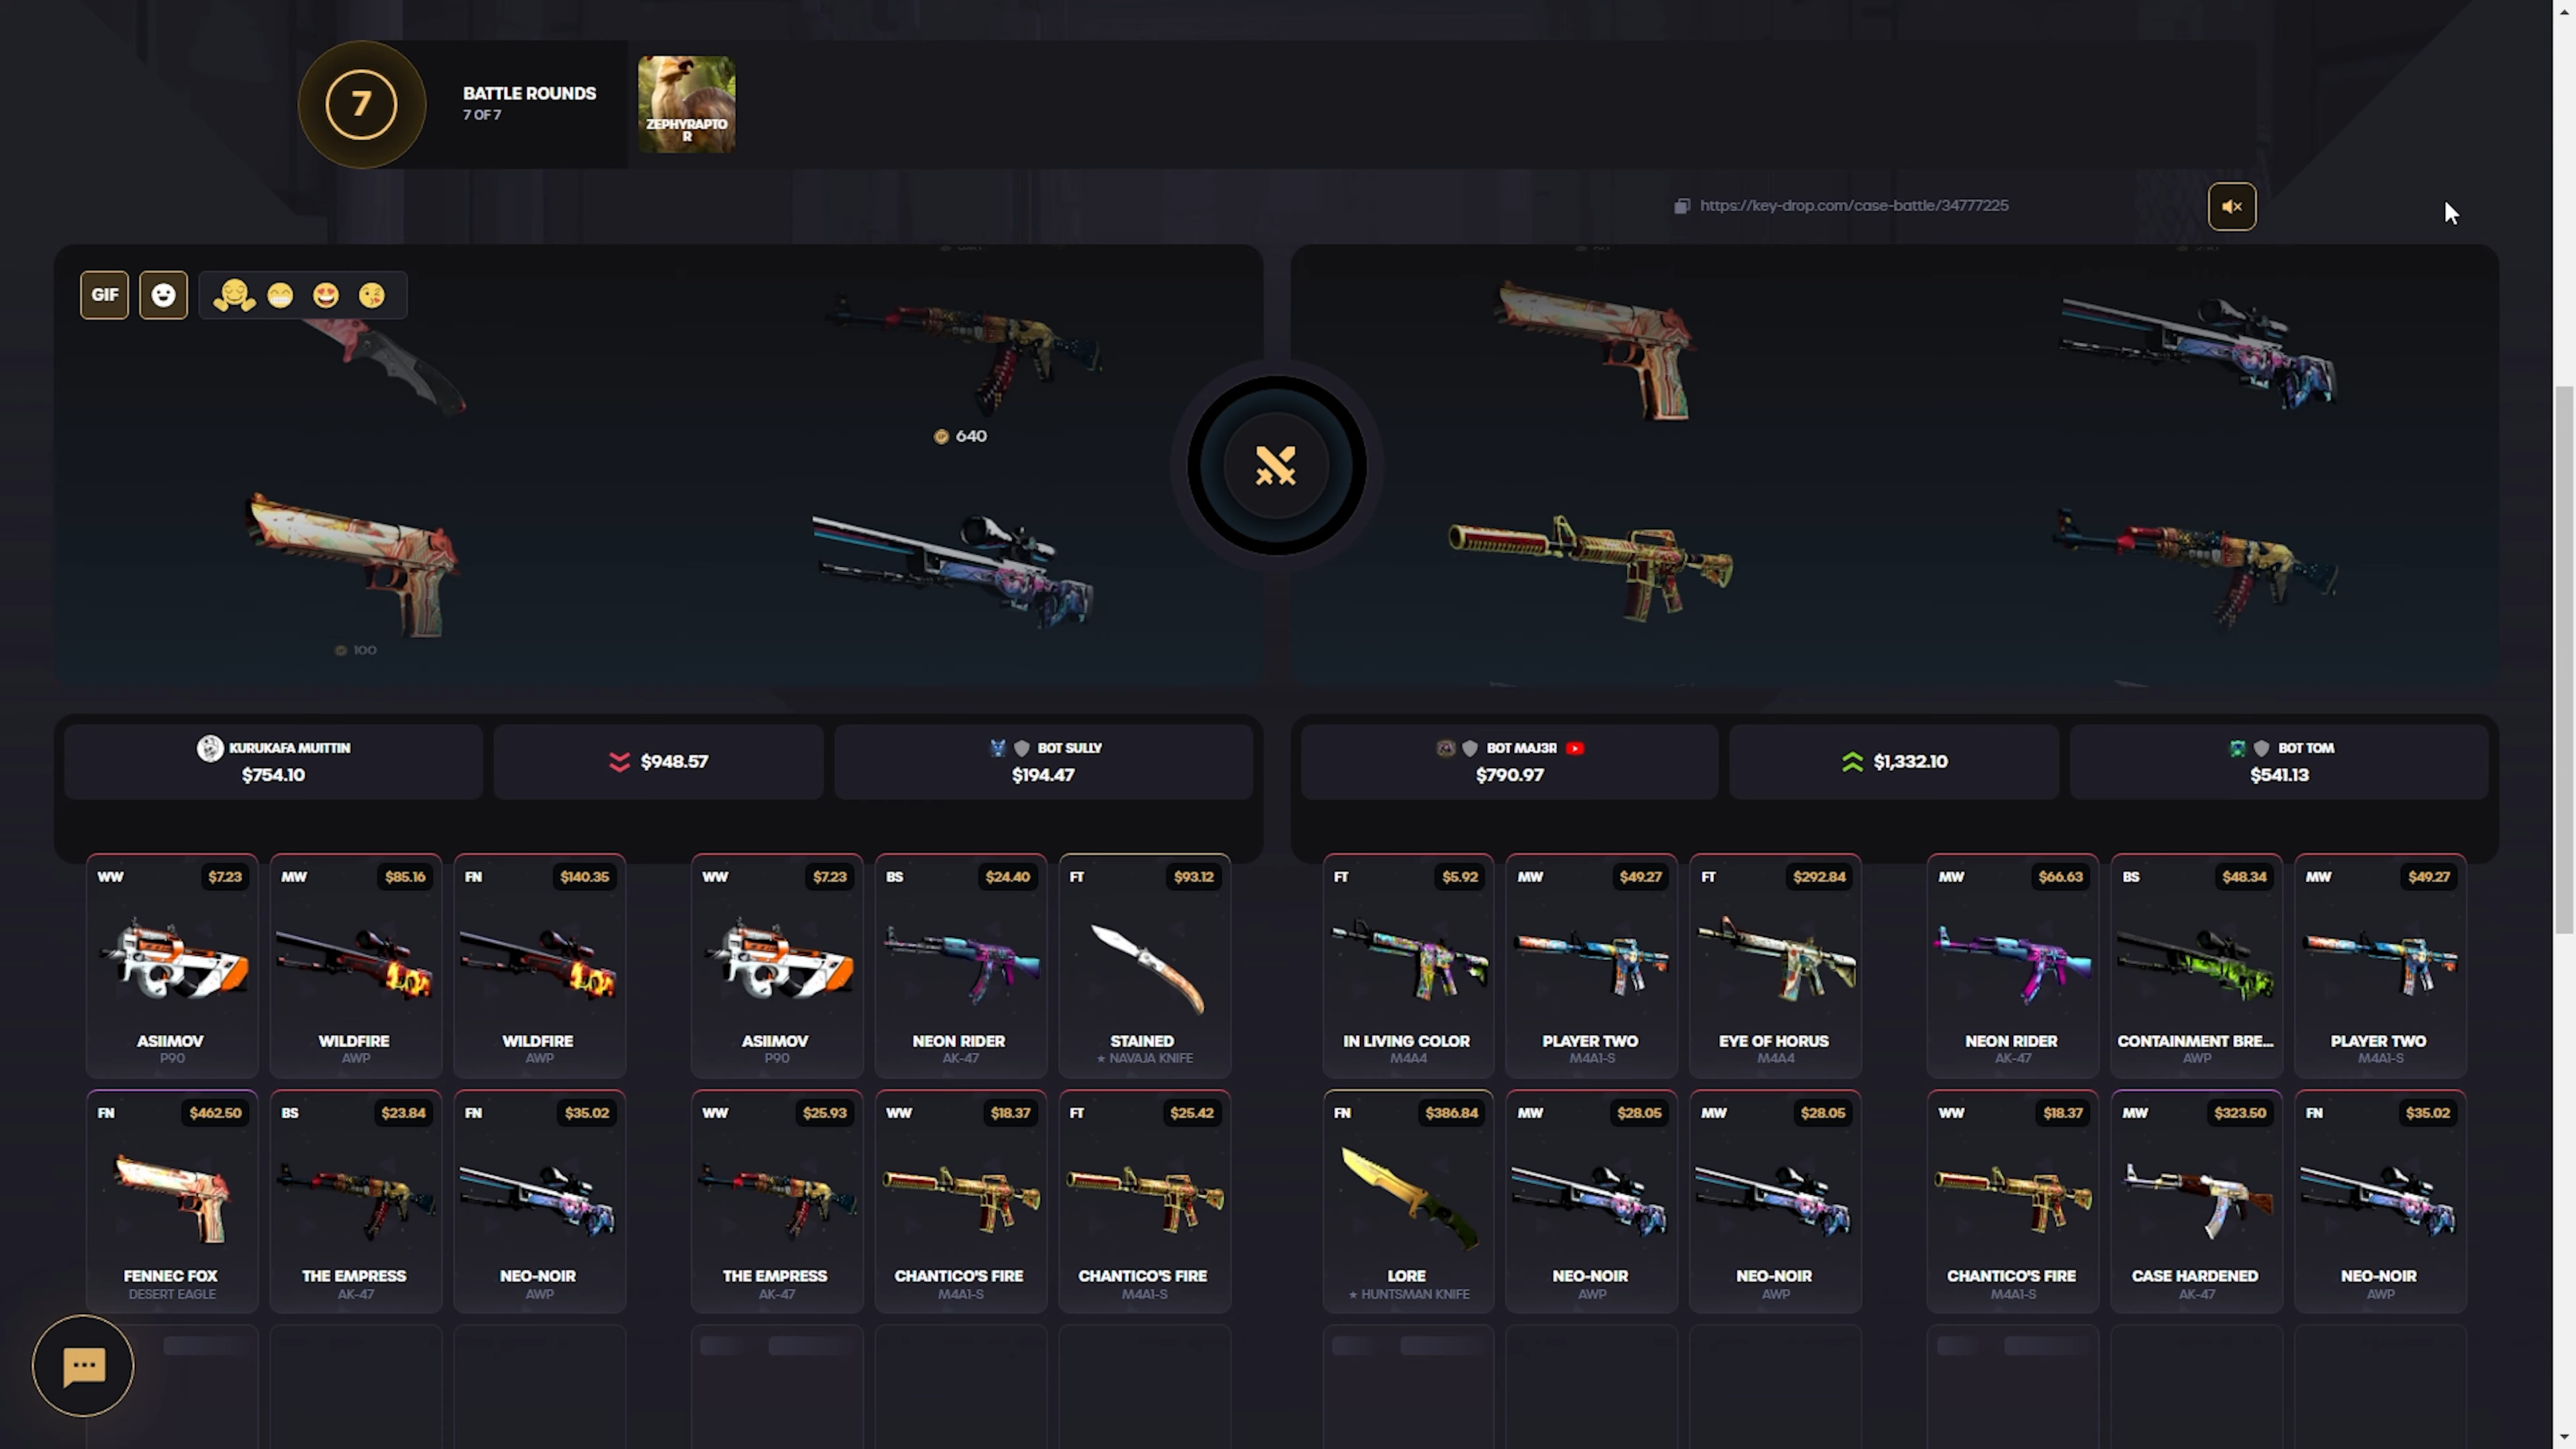 7
BATTLE ROUNDS
7 OF 7
ZEPHYRAPTO
R
https://key-drop.com/case-battle/34777225
GIF
640
100
KURUKAFA MUITTIN
$754.10
$948.57
BOT SULLY
$194.47
BOT MAJ3R
$790.97
$1,332.10
BOT TOM
$541.13
WW $7.23
ASIIMOV
P90
MW $85.16
WILDFIRE
AWP
FN $140.35
WILDFIRE
AWP
WW $7.23
ASIIMOV
P90
BS $24.40
NEON RIDER
AK-47
FT $93.12
STAINED
★ NAVAJA KNIFE
FT $5.92
IN LIVING COLOR
M4A4
MW $49.27
PLAYER TWO
M4A1-S
FT $292.84
EYE OF HORUS
M4A4
MW $66.63
NEON RIDER
AK-47
BS $48.34
CONTAINMENT BRE...
AWP
MW $49.27
PLAYER TWO
M4A1-S
FN $462.50
FENNEC FOX
DESERT EAGLE
BS $23.84
THE EMPRESS
AK-47
FN $35.02
NEO-NOIR
AWP
WW $25.93
THE EMPRESS
AK-47
WW $18.37
CHANTICO'S FIRE
M4A1-S
FT $25.42
CHANTICO'S FIRE
M4A1-S
FN $386.84
LORE
★ HUNTSMAN KNIFE
MW $28.05
NEO-NOIR
AWP
MW $28.05
NEO-NOIR
AWP
WW $18.37
CHANTICO'S FIRE
M4A1-S
MW $323.50
CASE HARDENED
AK-47
FN $35.02
NEO-NOIR
AWP